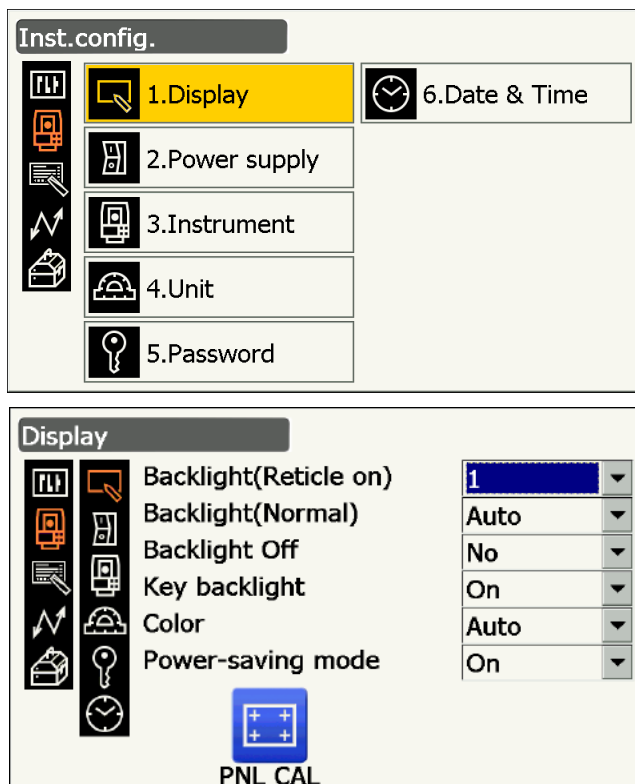 Inst.config.
1.Display
6.Date & Time
2.Power supply
3.Instrument
4.Unit
5.Password
Display
Backlight(Reticle on) 1
Backlight(Normal) Auto
Backlight Off No
Key backlight On
Color Auto
Power-saving mode On
PNL CAL